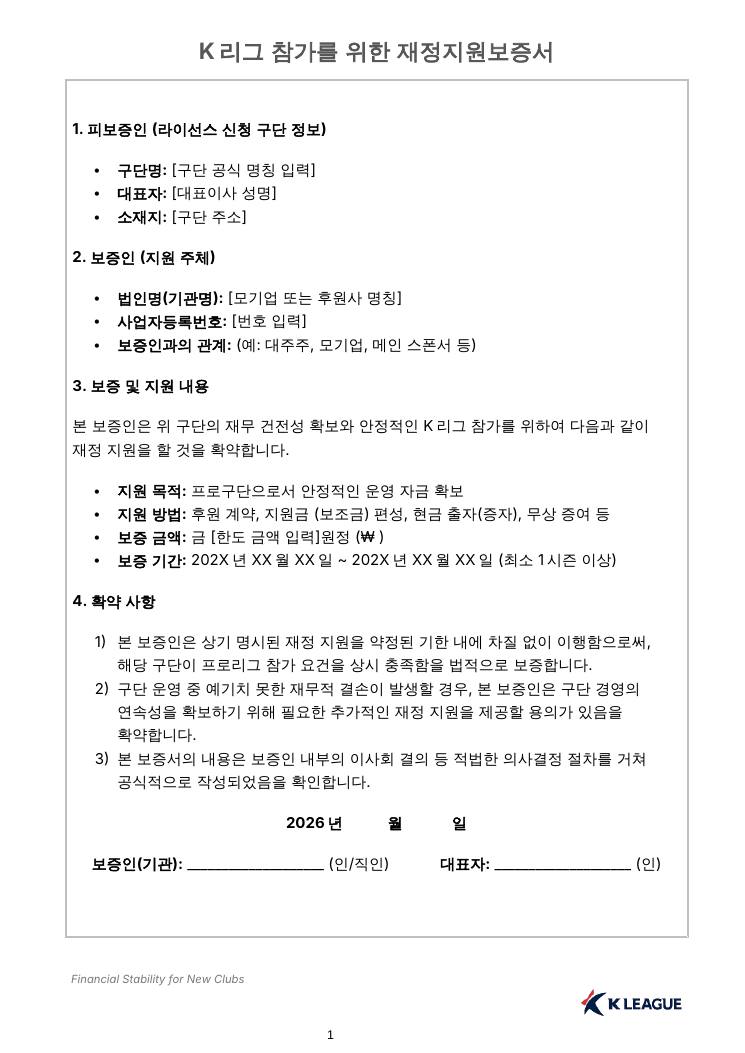 K 리그 참가를 위한 재정지원보증서
1. 피보증인 (라이선스 신청 구단 정보)
• 구단명: [구단 공식 명칭 입력]
• 대표자: [대표이사 성명]
• 소재지: [구단 주소]
2. 보증인 (지원 주체)
• 법인명(기관명): [모기업 또는 후원사 명칭]
• 사업자등록번호: [번호 입력]
• 보증인과의 관계: (예: 대주주, 모기업, 메인 스폰서 등)
3. 보증 및 지원 내용
본 보증인은 위 구단의 재무 건전성 확보와 안정적인 K 리그 참가를 위하여 다음과 같이
재정 지원을 할 것을 확약합니다.
• 지원 목적: 프로구단으로서 안정적인 운영 자금 확보
• 지원 방법: 후원 계약, 지원금 (보조금) 편성, 현금 출자(증자), 무상 증여 등
• 보증 금액: 금 [한도 금액 입력]원정 (₩ )
• 보증 기간: 202X 년 XX 월 XX 일 ~ 202X 년 XX 월 XX 일 (최소 1 시즌 이상)
4. 확약 사항
1) 본 보증인은 상기 명시된 재정 지원을 약정된 기한 내에 차질 없이 이행함으로써,
해당 구단이 프로리그 참가 요건을 상시 충족함을 법적으로 보증합니다.
2) 구단 운영 중 예기치 못한 재무적 결손이 발생할 경우, 본 보증인은 구단 경영의
연속성을 확보하기 위해 필요한 추가적인 재정 지원을 제공할 용의가 있음을
확약합니다.
3) 본 보증서의 내용은 보증인 내부의 이사회 결의 등 적법한 의사결정 절차를 거쳐
공식적으로 작성되었음을 확인합니다.
2026 년 월 일
보증인(기관): ____________________ (인/직인) 대표자: ____________________ (인)
Financial Stability for New Clubs
K LEAGUE
1